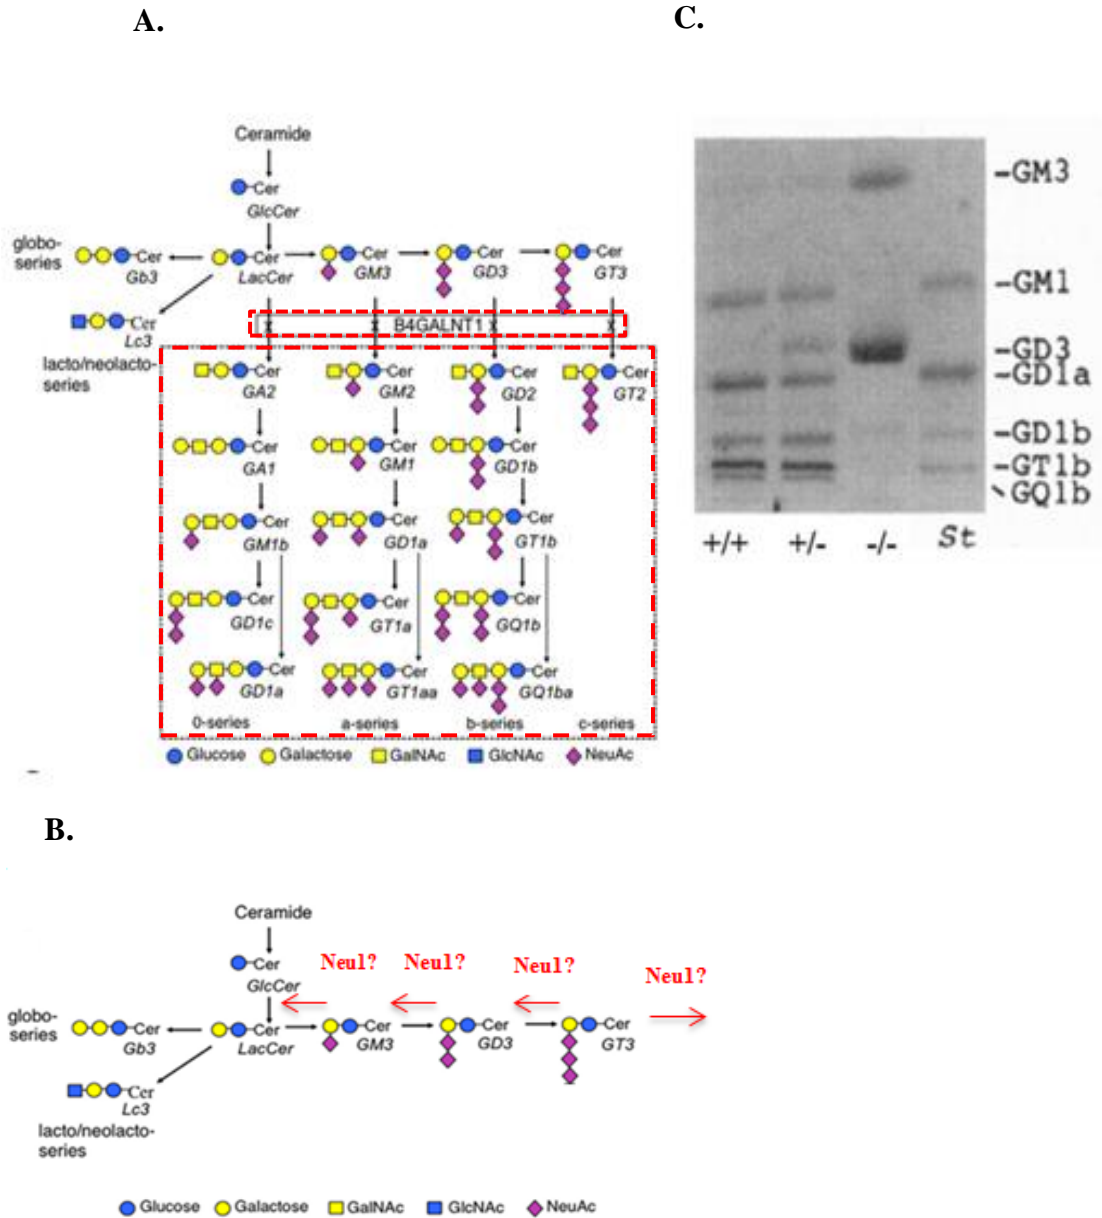 A.
C.
Ceramide
Cer
GlcCer
globo-
series
Cer
Gb3
Cer
LacCer
Cer
GM3
Cer
GD3
Cer
GT3
Cer
Lc3
lacto/neolacto-
series
B4GALNT1
x x x x
Cer
GA2
Cer
GM2
Cer
GD2
Cer
GT2
Cer
GA1
Cer
GM1
Cer
GD1b
Cer
GM1b
Cer
GD1a
Cer
GT1b
Cer
GD1c
Cer
GT1a
Cer
GQ1b
Cer
GD1a
Cer
GT1aa
Cer
GQ1ba
0-series a-series b-series c-series
Glucose Galactose GalNAc GlcNAc NeuAc
-GM3
-GM1
-GD3
-GD1a
-GD1b
-GT1b
GQ1b
+/+ +/- -/- St
B.
Ceramide
Cer
GlcCer
Neu1? Neu1? Neu1? Neu1?
globo-
series
Cer
Gb3
Cer
LacCer
Cer
GM3
Cer
GD3
Cer
GT3
Cer
Lc3
lacto/neolacto-
series
Glucose Galactose GalNAc GlcNAc NeuAc